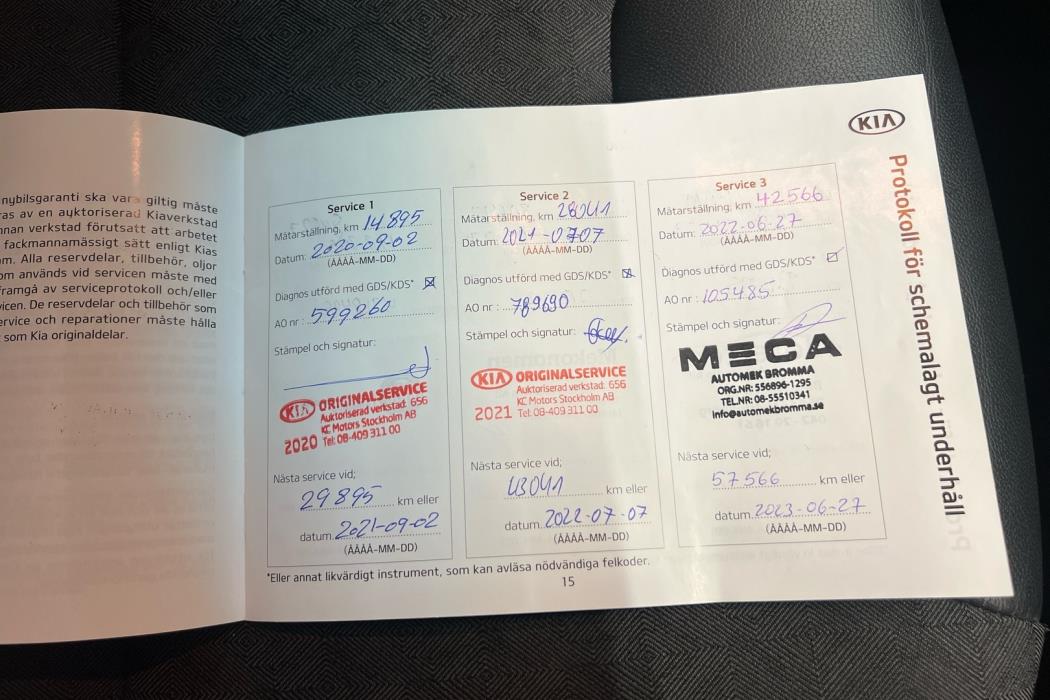 nybilsgaranti ska vara giltig måste
ras av en auktoriserad Kiaverkstad
nnan verkstad förutsatt att arbetet
fackmannamässigt sätt enligt Kias
m. Alla reservdelar, tillbehör, oljor
om används vid servicen måste med
framgå av serviceprotokoll och/eller
vicen. De reservdelar och tillbehör som
ervice och reparationer måste hålla
som Kia originaldelar.
KIA
Protokoll för schemalagt underhåll
Service 1
Mätarställning, km 14895
Datum: 2020-09-02
(ÅÅÅÅ-MM-DD)
Diagnos utförd med GDS/KDS*
AO nr: 599260
Stämpel och signatur:
KIA ORIGINALSERVICE
Auktoriserad verkstad: 656
KC Motors Stockholm AB
2020 Tel: 08-409 311 00
Nästa service vid;
29895 km eller
datum 2021-09-02
(ÅÅÅÅ-MM-DD)
Service 2
Mätarställning, km 28041
Datum: 2021-0707
(ÅÅÅÅ-MM-DD)
Diagnos utförd med GDS/KDS*
AO nr: 789690
Stämpel och signatur:
KIA ORIGINALSERVICE
Auktoriserad verkstad: 656
KC Motors Stockholm AB
2021 Tel: 08-409 311 00
Nästa service vid;
43041 km eller
datum 2022-07-07
(ÅÅÅÅ-MM-DD)
Service 3
Mätarställning, km 42566
Datum: 2022-06-27
(ÅÅÅÅ-MM-DD)
Diagnos utförd med GDS/KDS*
AO nr: 105485
Stämpel och signatur:
MECA
AUTOMEK BROMMA
ORG.NR: 556896-1295
TEL.NR: 08-55510341
info@automekbromma.se
Nästa service vid;
57566 km eller
datum 2023-06-27
(ÅÅÅÅ-MM-DD)
*Eller annat likvärdigt instrument, som kan avläsa nödvändiga felkoder.
15